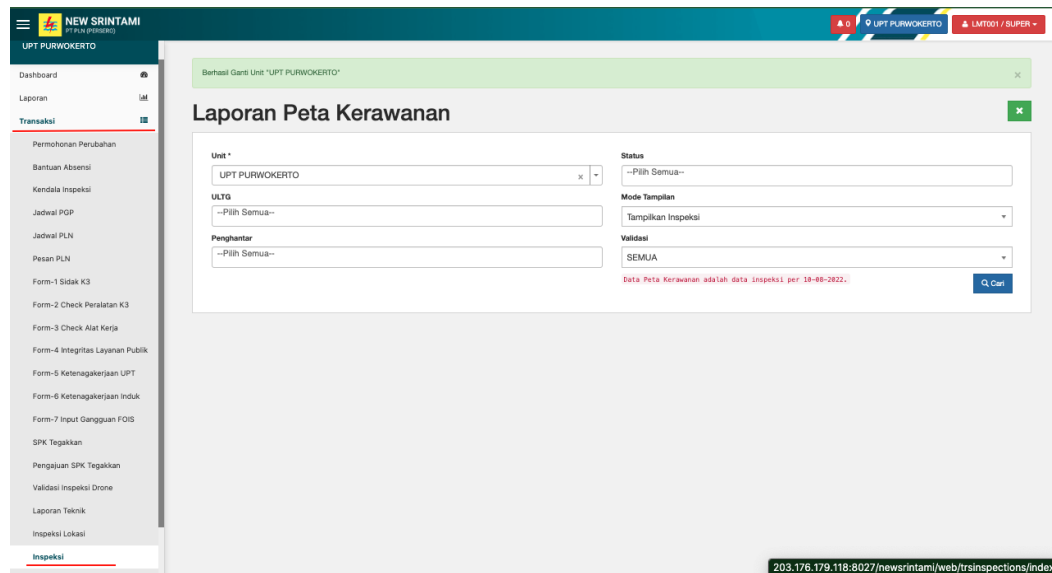 NEW SRINTAMI
PT PLN (PERSERO)
0
UPT PURWOKERTO
LMT001 / SUPER
UPT PURWOKERTO
Dashboard
Laporan
Transaksi
Permohonan Perubahan
Bantuan Absensi
Kendala Inspeksi
Jadwal PGP
Jadwal PLN
Pesan PLN
Form-1 Sidak K3
Form-2 Check Peralatan K3
Form-3 Check Alat Kerja
Form-4 Integritas Layanan Publik
Form-5 Ketenagakerjaan UPT
Form-6 Ketenagakerjaan Induk
Form-7 Input Gangguan FOIS
SPK Tegakkan
Pengajuan SPK Tegakkan
Validasi Inspeksi Drone
Laporan Teknik
Inspeksi Lokasi
Inspeksi
Berhasil Ganti Unit "UPT PURWOKERTO"
×
Laporan Peta Kerawanan
Unit *
UPT PURWOKERTO ×
ULTG
--Pilih Semua--
Penghantar
--Pilih Semua--
Status
--Pilih Semua--
Mode Tampilan
Tampilkan Inspeksi
Validasi
SEMUA
Data Peta Kerawanan adalah data inspeksi per 10-08-2022.
Cari
203.176.179.118:8027/newsrintami/web/trsinspections/index